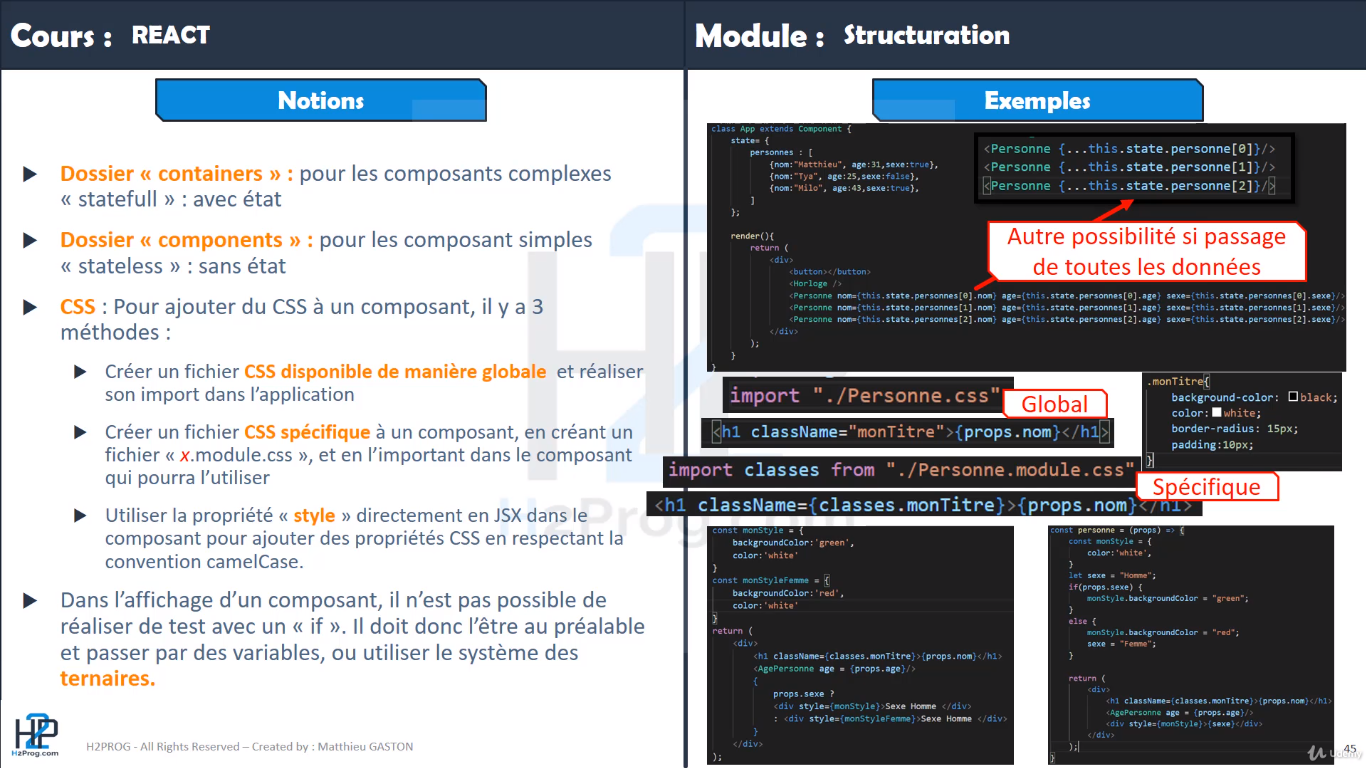 Cours : REACT
Module : Structuration
Notions
Dossier « containers » : pour les composants complexes
« statefull » : avec état
Dossier « components » : pour les composant simples
« stateless » : sans état
CSS : Pour ajouter du CSS à un composant, il y a 3
méthodes :
Créer un fichier CSS disponible de manière globale et réaliser
son import dans l'application
Créer un fichier CSS spécifique à un composant, en créant un
fichier « x.module.css », et en l'important dans le composant
qui pourra l'utiliser
Utiliser la propriété « style » directement en JSX dans le
composant pour ajouter des propriétés CSS en respectant la
convention camelCase.
Dans l'affichage d'un composant, il n'est pas possible de
réaliser de test avec un « if ». Il doit donc l'être au préalable
et passer par des variables, ou utiliser le système des
ternaires.
Exemples
class App extends Component {
state= {
personnes : [
{nom:"Matthieu", age:31,sexe:true},
{nom:"Tya", age:25,sexe:false},
{nom:"Milo", age:43,sexe:true},
]
};
render(){
return (
<div>
<button></button>
<Horloge />
<Personne nom={this.state.personnes[0].nom} age={this.state.personnes[0].age} sexe={this.state.personnes[0].sexe}/>
<Personne nom={this.state.personnes[1].nom} age={this.state.personnes[1].age} sexe={this.state.personnes[1].sexe}/>
<Personne nom={this.state.personnes[2].nom} age={this.state.personnes[2].age} sexe={this.state.personnes[2].sexe}/>
</div>
);
}
}
<Personne {...this.state.personne[0]}/>
<Personne {...this.state.personne[1]}/>
<Personne {...this.state.personne[2]}/>
Autre possibilité si passage
de toutes les données
import "./Personne.css"
Global
<h1 className="monTitre">{props.nom}</h1>
.monTitre{
background-color: black;
color: white;
border-radius: 15px;
padding:10px;
}
import classes from "./Personne.module.css"
Spécifique
<h1 className={classes.monTitre}>{props.nom}</h1>
const monStyle = {
backgroundColor:'green',
color:'white'
}
const monStyleFemme = {
backgroundColor:'red',
color:'white'
}
return (
<div>
<h1 className={classes.monTitre}>{props.nom}</h1>
<AgePersonne age = {props.age}/>
{
props.sexe ?
<div style={monStyle}>Sexe Homme </div>
: <div style={monStyleFemme}>Sexe Homme </div>
}
</div>
);
const personne = (props) => {
const monStyle = {
color:'white',
}
let sexe = "Homme";
if(props.sexe) {
monStyle.backgroundColor = "green";
}
else {
monStyle.backgroundColor = "red";
sexe = "Femme";
}
return (
<div>
<h1 className={classes.monTitre}>{props.nom}</h1>
<AgePersonne age = {props.age}/>
<div style={monStyle}>{sexe}</div>
</div>
);
}
H2Prog.com
H2P
H2Prog.com
H2PROG - All Rights Reserved – Created by : Matthieu GASTON
45
Udemy